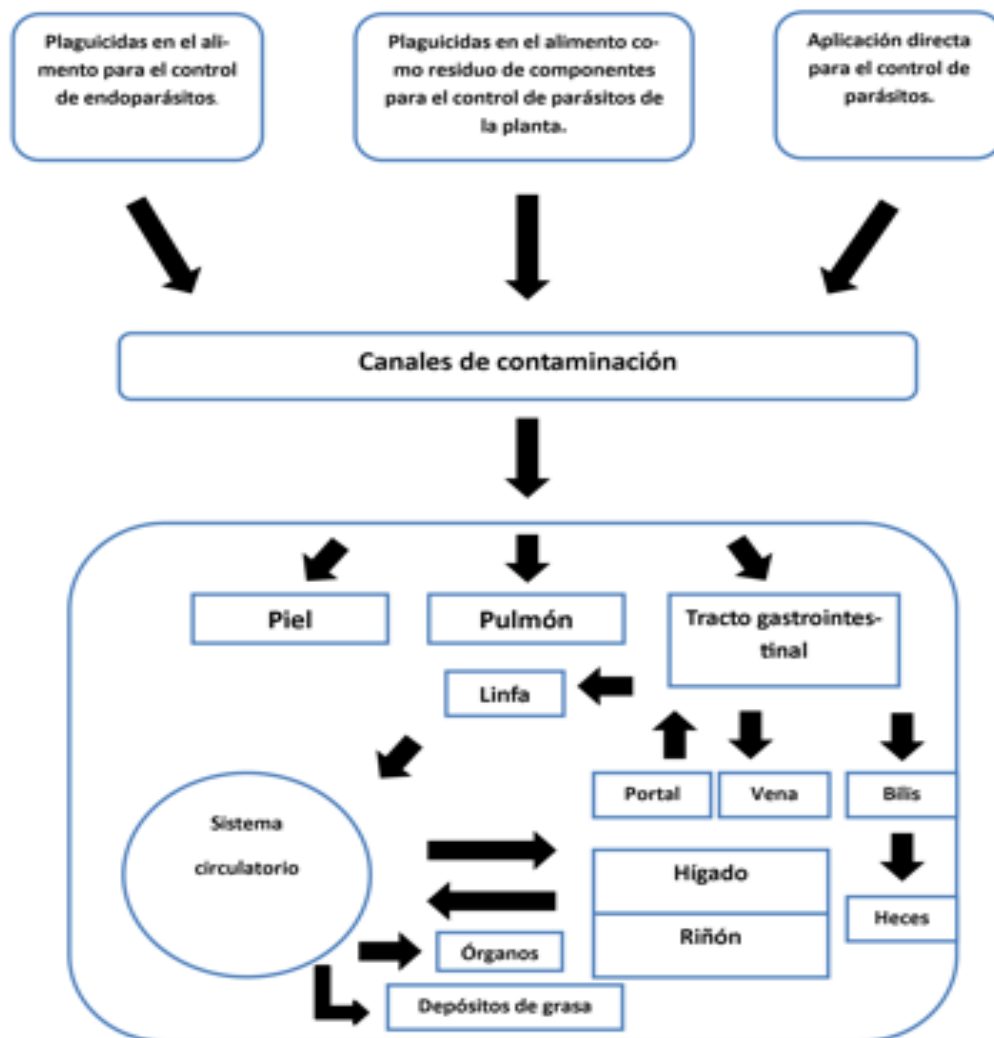 Plaguicidas en el ali-
mento para el control
de endoparásitos.
Plaguicidas en el alimento co-
mo residuo de componentes
para el control de parásitos de
la planta.
Aplicación directa
para el control de
parásitos.
Canales de contaminación
Piel
Pulmón
Tracto gastrointes-
tinal
Linfa
Portal
Vena
Bilis
Sistema
circulatorio
Hígado
Riñón
Heces
Órganos
Depósitos de grasa